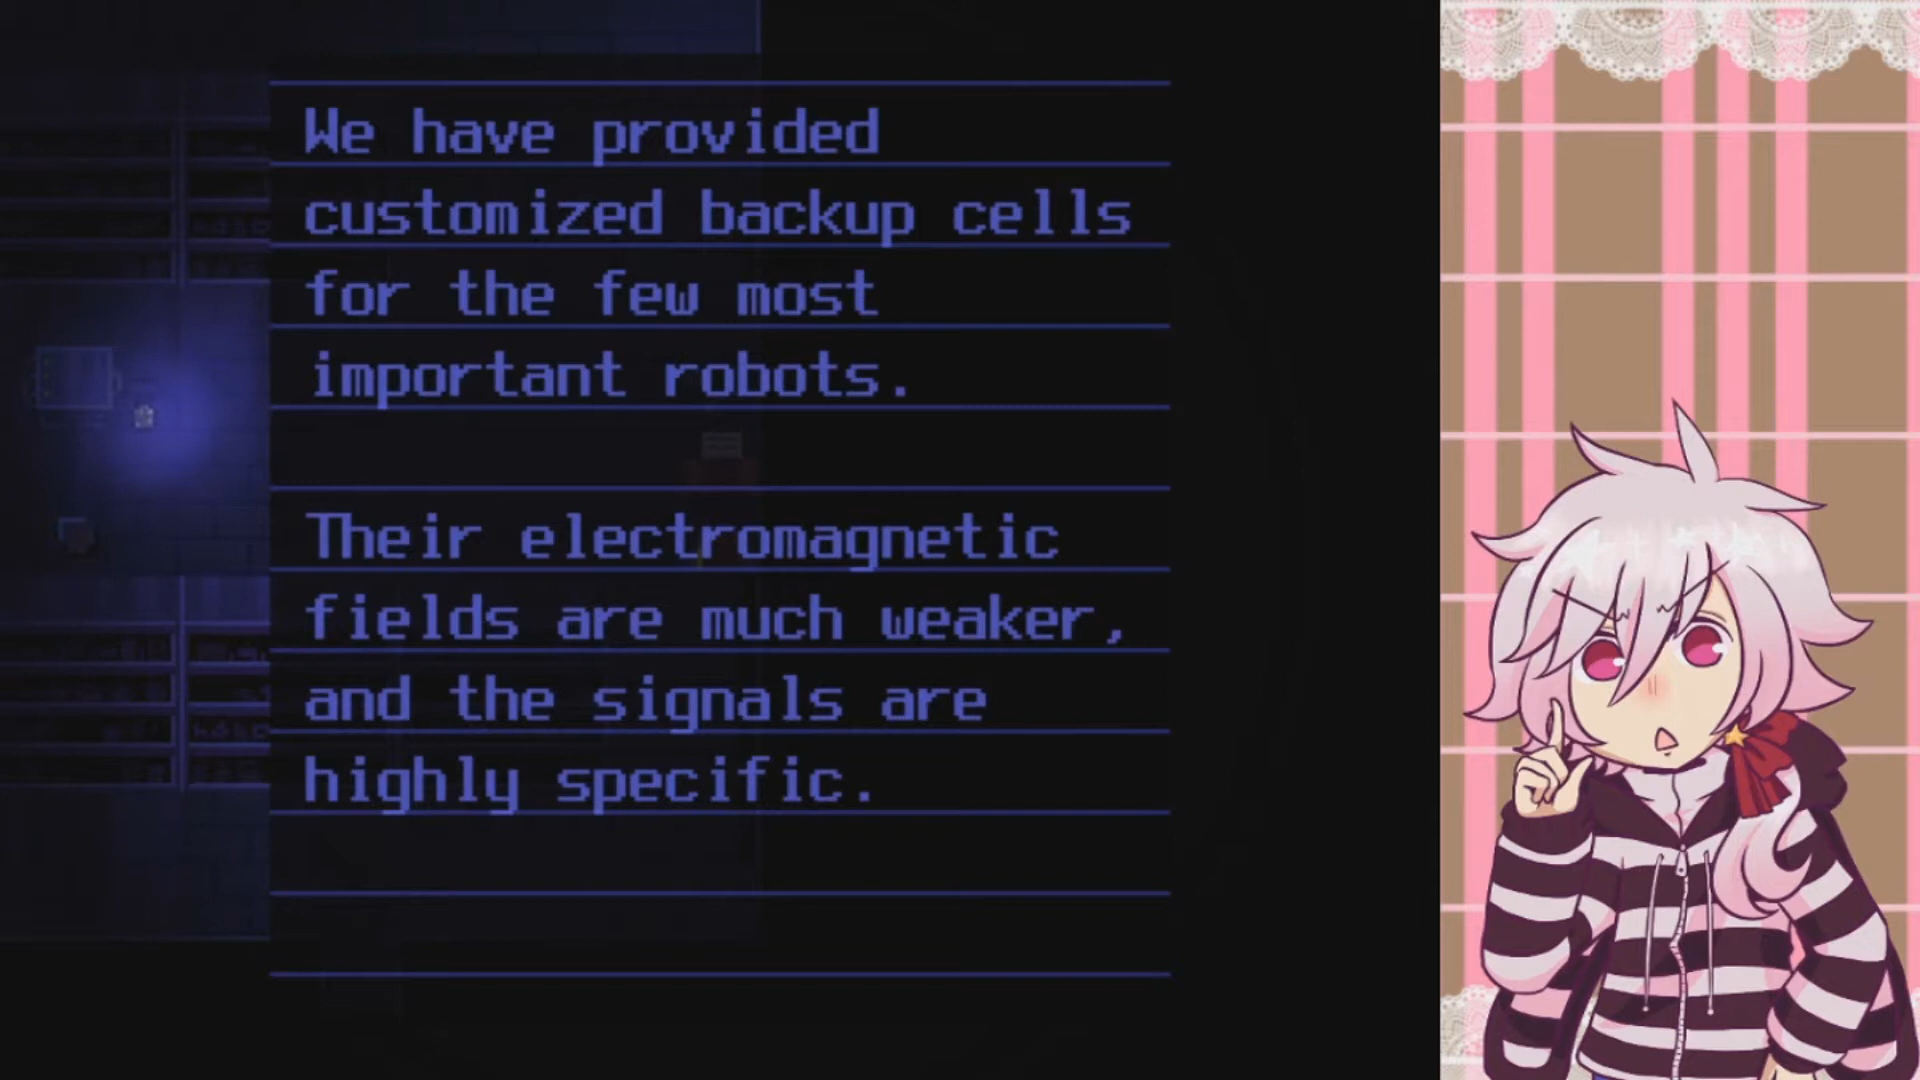 We have provided
customized backup cells
for the few most
important robots.
Their electromagnetic
fields are much weaker,
and the signals are
highly specific.